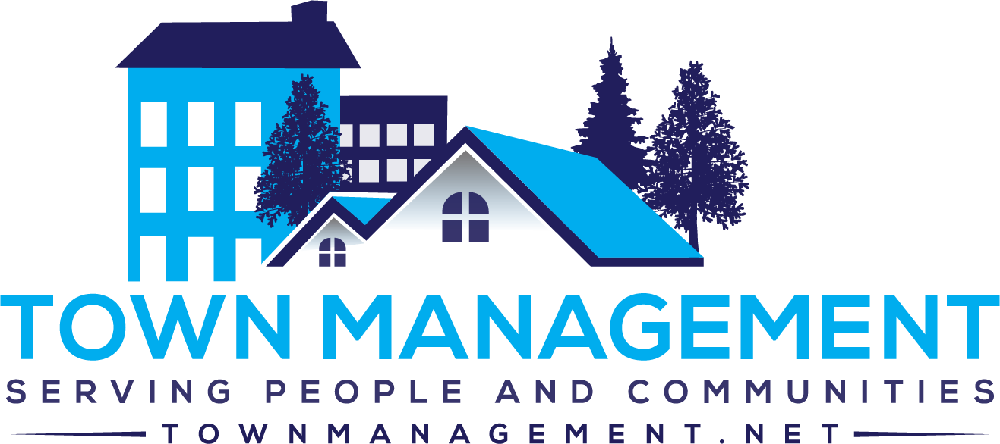 TOWN MANAGEMENT
SERVING PEOPLE AND COMMUNITIES
TOWNMANAGEMENT.NET